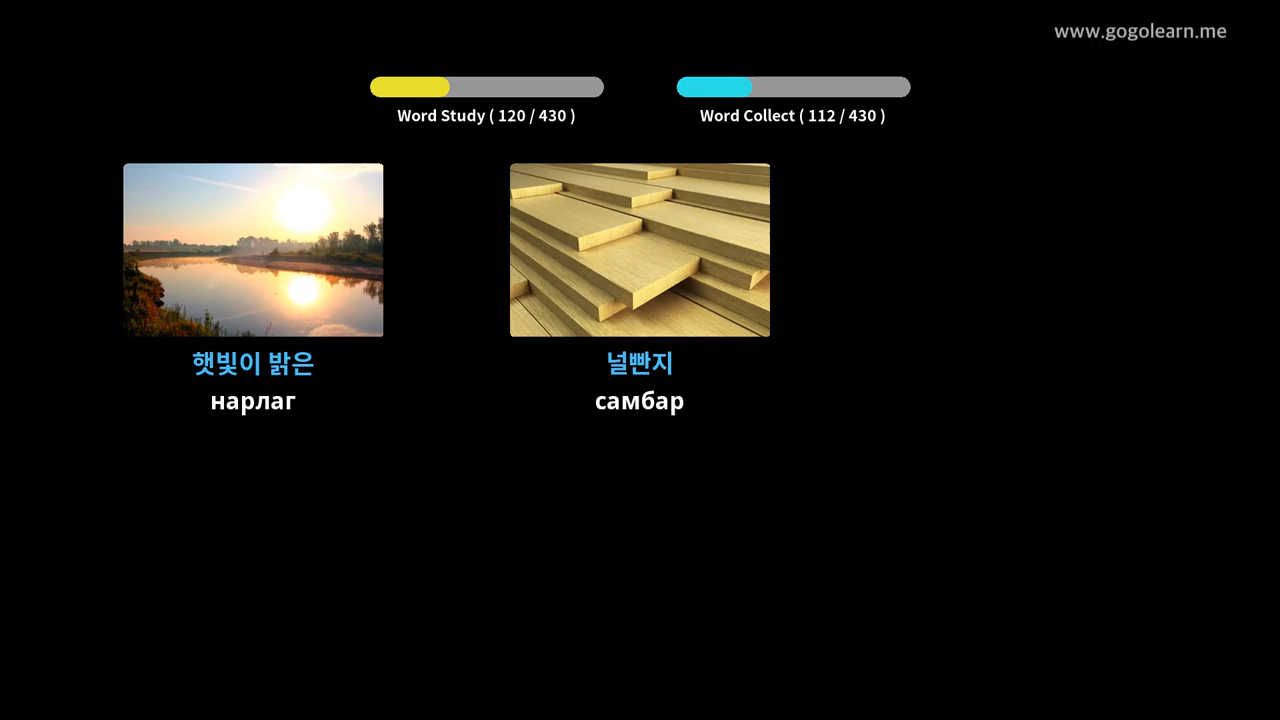 www.gogolearn.me
Word Study ( 120 / 430 )
Word Collect ( 112 / 430 )
햇빛이 밝은
нарлаг
널빤지
самбар